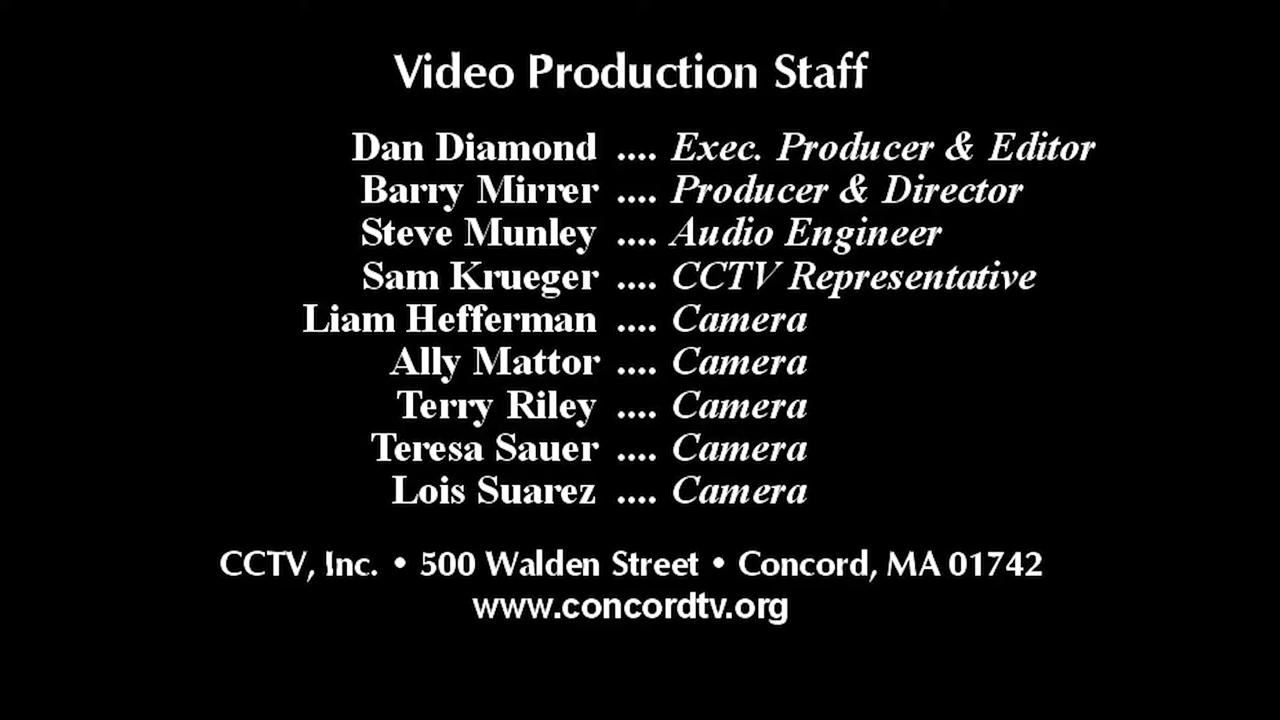 Video Production Staff
Dan Diamond .... Exec. Producer & Editor
Barry Mirrer .... Producer & Director
Steve Munley .... Audio Engineer
Sam Krueger .... CCTV Representative
Liam Hefferman .... Camera
Ally Mattor .... Camera
Terry Riley .... Camera
Teresa Sauer .... Camera
Lois Suarez .... Camera
CCTV, Inc. • 500 Walden Street • Concord, MA 01742
www.concordtv.org